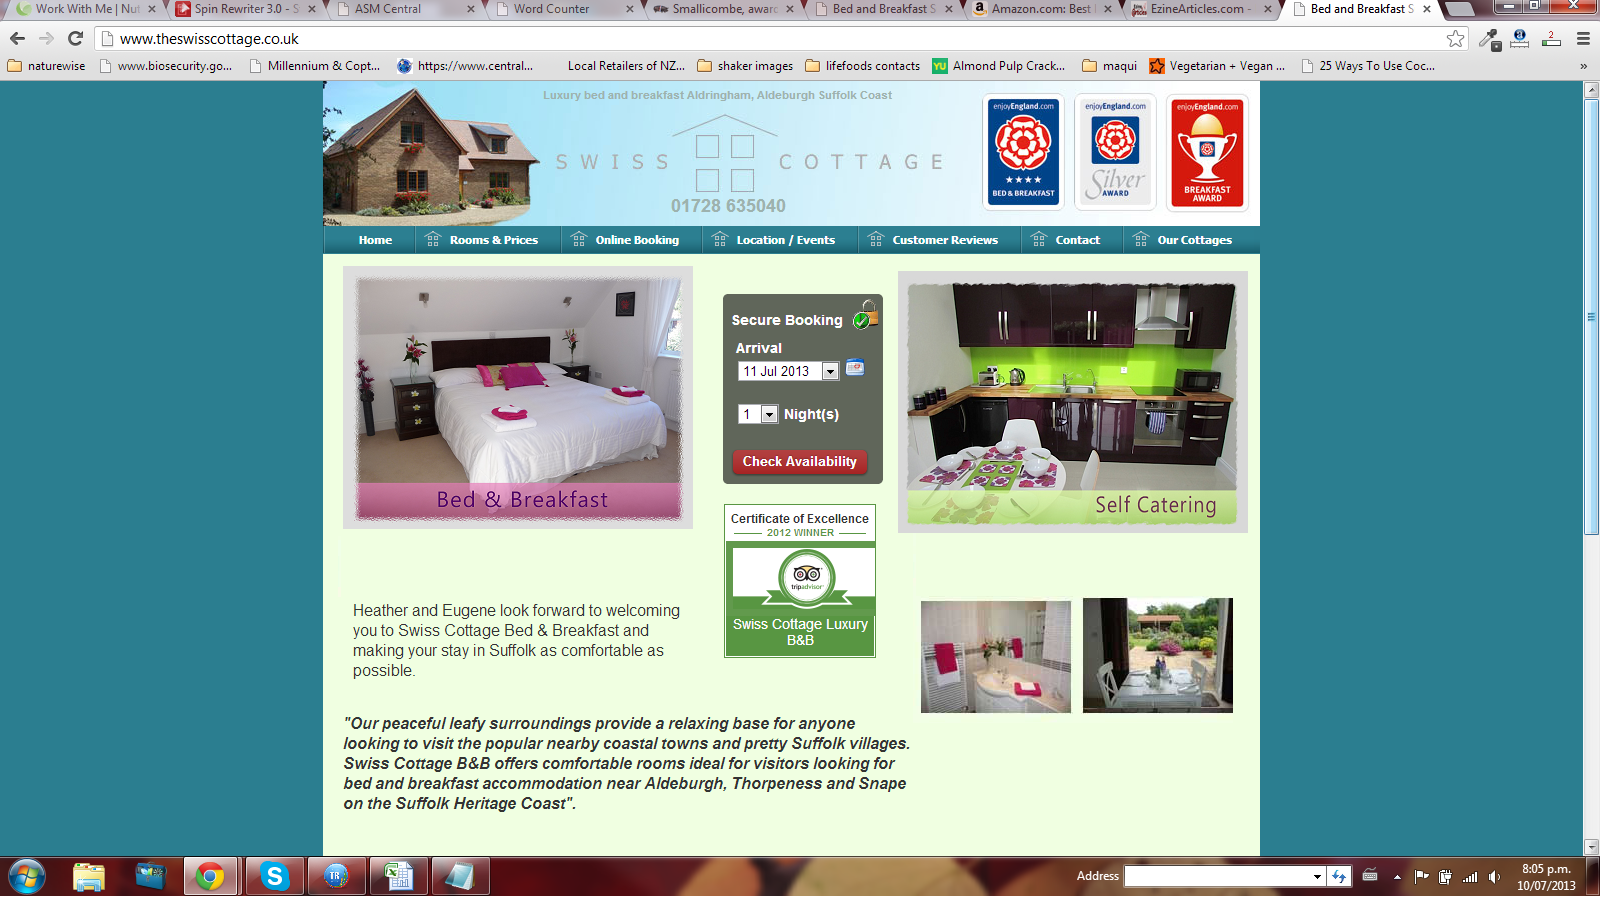 Work With Me | Nut
Spin Rewriter 3.0 - S
ASM Central
Word Counter
Smallicombe, awarc
Bed and Breakfast S
Amazon.com: Best
EzineArticles.com -
Bed and Breakfast S
www.theswisscottage.co.uk
2
naturewise
www.biosecurity.go...
Millennium & Copt...
https://www.central...
Local Retailers of NZ...
shaker images
lifefoods contacts
YU Almond Pulp Crack...
maqui
Vegetarian + Vegan ...
25 Ways To Use Coc...
»
Luxury bed and breakfast Aldringham, Aldeburgh Suffolk Coast
SWISS COTTAGE
01728 635040
enjoyEngland.com
★★★★
BED & BREAKFAST
enjoyEngland.com
Silver
AWARD
enjoyEngland.com
BREAKFAST
AWARD
Home
Rooms & Prices
Online Booking
Location / Events
Customer Reviews
Contact
Our Cottages
Bed & Breakfast
Secure Booking
Arrival
11 Jul 2013
1 Night(s)
Check Availability
Self Catering
Certificate of Excellence
2012 WINNER
tripadvisor
Swiss Cottage Luxury
B&B
Heather and Eugene look forward to welcoming
you to Swiss Cottage Bed & Breakfast and
making your stay in Suffolk as comfortable as
possible.
"Our peaceful leafy surroundings provide a relaxing base for anyone
looking to visit the popular nearby coastal towns and pretty Suffolk villages.
Swiss Cottage B&B offers comfortable rooms ideal for visitors looking for
bed and breakfast accommodation near Aldeburgh, Thorpeness and Snape
on the Suffolk Heritage Coast".
TR
Address
8:05 p.m.
10/07/2013